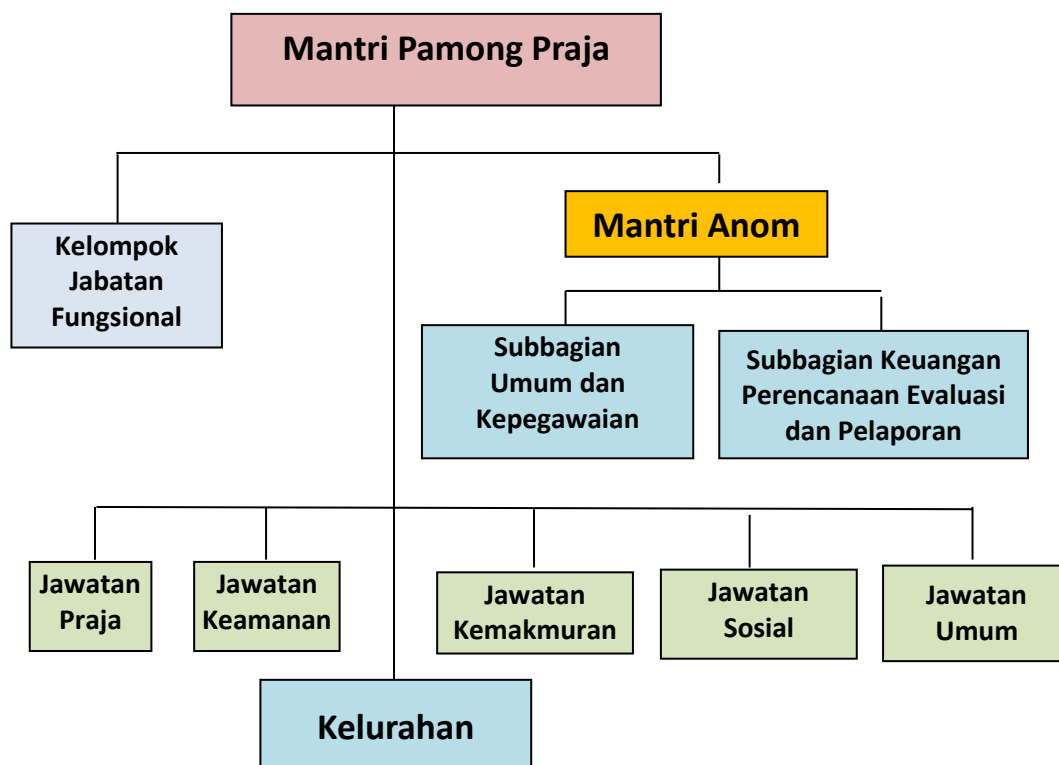 Mantri Pamong Praja
Kelompok
Jabatan
Fungsional
Mantri Anom
Subbagian
Umum dan
Kepegawaian
Subbagian Keuangan
Perencanaan Evaluasi
dan Pelaporan
Jawatan
Praja
Jawatan
Keamanan
Jawatan
Kemakmuran
Jawatan
Sosial
Jawatan
Umum
Kelurahan